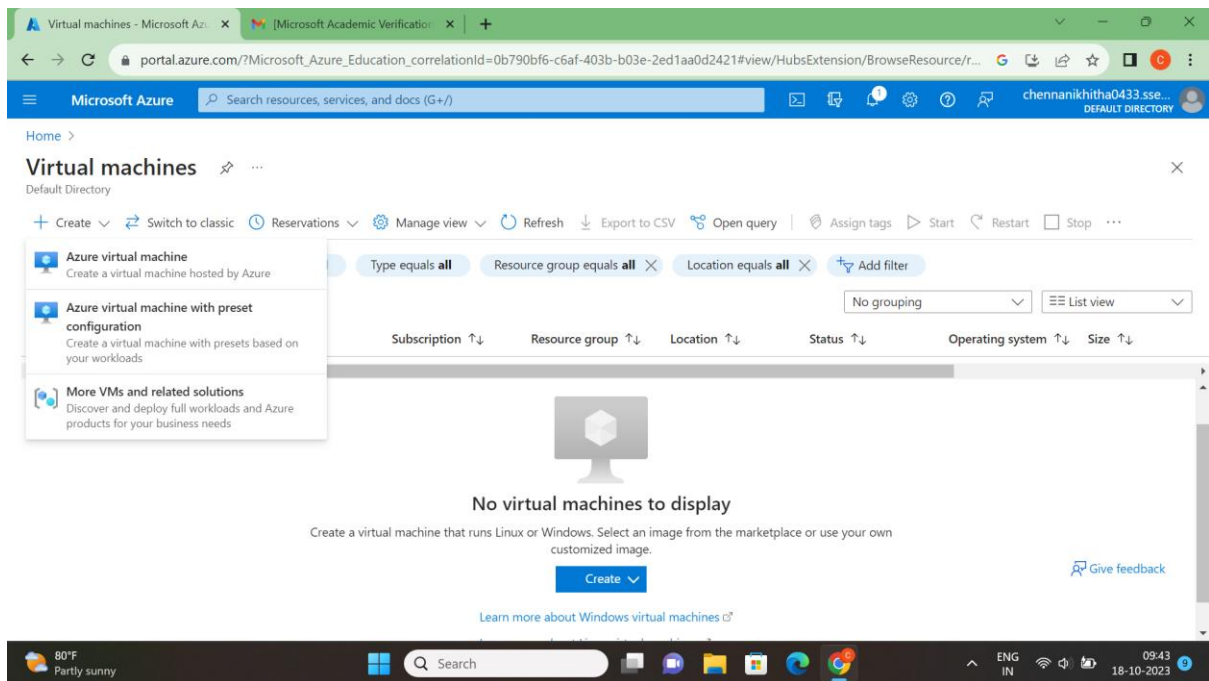 Virtual machines - Microsoft Azu
[Microsoft Academic Verification
portal.azure.com/?Microsoft_Azure_Education_correlationId=0b790bf6-c6af-403b-b03e-2ed1aa0d2421#view/HubsExtension/BrowseResource/r...
G
C
Microsoft Azure
Search resources, services, and docs (G+/)
1
chennanikhitha0433.sse...
DEFAULT DIRECTORY
Home >
Virtual machines
Default Directory
Create
Switch to classic
Reservations
Manage view
Refresh
Export to CSV
Open query
Assign tags
Start
Restart
Stop
Azure virtual machine
Create a virtual machine hosted by Azure
Azure virtual machine with preset
configuration
Create a virtual machine with presets based on
your workloads
More VMs and related solutions
Discover and deploy full workloads and Azure
products for your business needs
Type equals all
Resource group equals all
Location equals all
Add filter
No grouping
List view
Subscription
Resource group
Location
Status
Operating system
Size
No virtual machines to display
Create a virtual machine that runs Linux or Windows. Select an image from the marketplace or use your own
customized image.
Create
Give feedback
Learn more about Windows virtual machines
80°F
Partly sunny
Search
ENG
IN
09:43
18-10-2023
9